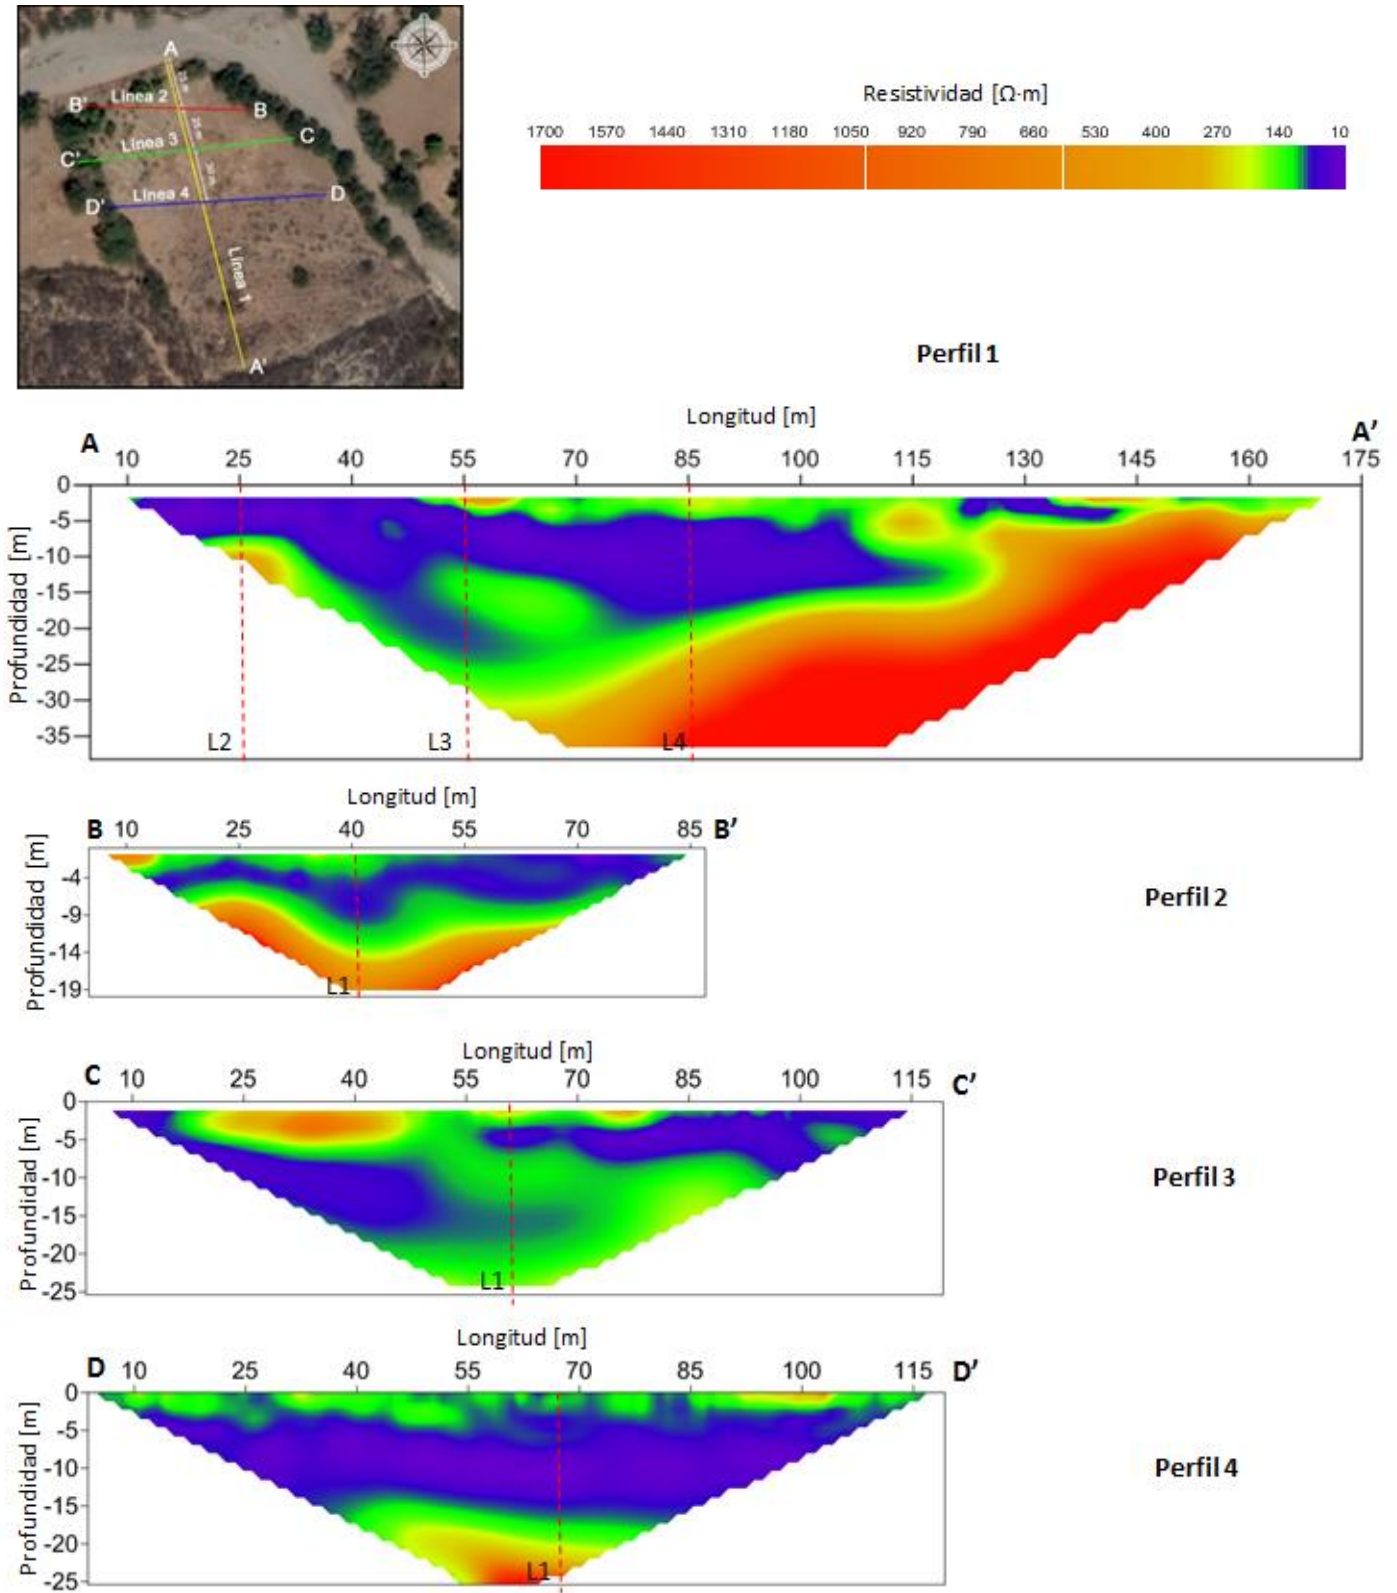 A
25 m
B' Línea 2 B
25 m
C
Línea 3
C'
30 m
D
Línea 4
D'
Línea 1
A'
Resistividad [Ω·m]
1700 1570 1440 1310 1180 1050 920 790 660 530 400 270 140 10
Perfil 1
Longitud [m]
A A'
10 25 40 55 70 85 100 115 130 145 160 175
Profundidad [m]
0
-5
-10
-15
-20
-25
-30
-35
L2 L3 L4
Longitud [m]
B 10 25 40 55 70 85 B'
Profundidad [m]
-4
-9
-14
-19
L1
Perfil 2
Longitud [m]
C 10 25 40 55 70 85 100 115 C'
Profundidad [m]
0
-5
-10
-15
-20
-25
L1
Perfil 3
Longitud [m]
D 10 25 40 55 70 85 100 115 D'
Profundidad [m]
0
-5
-10
-15
-20
-25
L1
Perfil 4